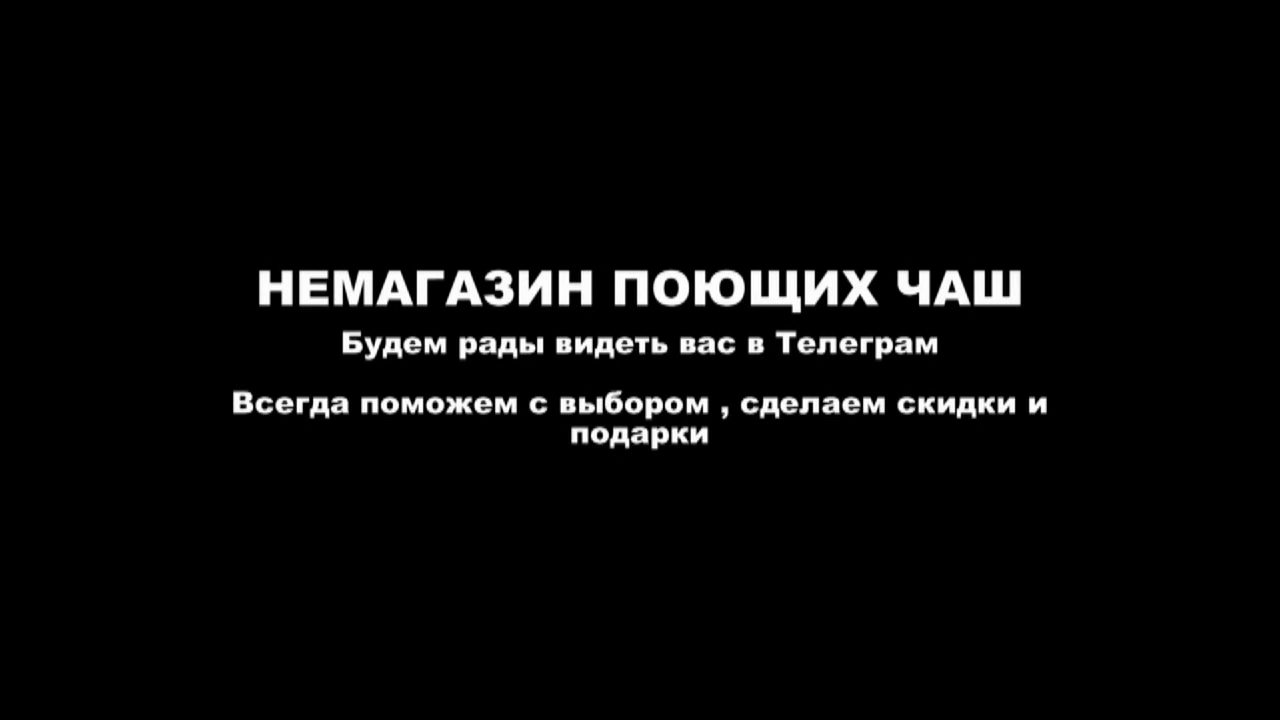 НЕМАГАЗИН ПОЮЩИХ ЧАШ
Будем рады видеть вас в Телеграм
Всегда поможем с выбором , сделаем скидки и
подарки